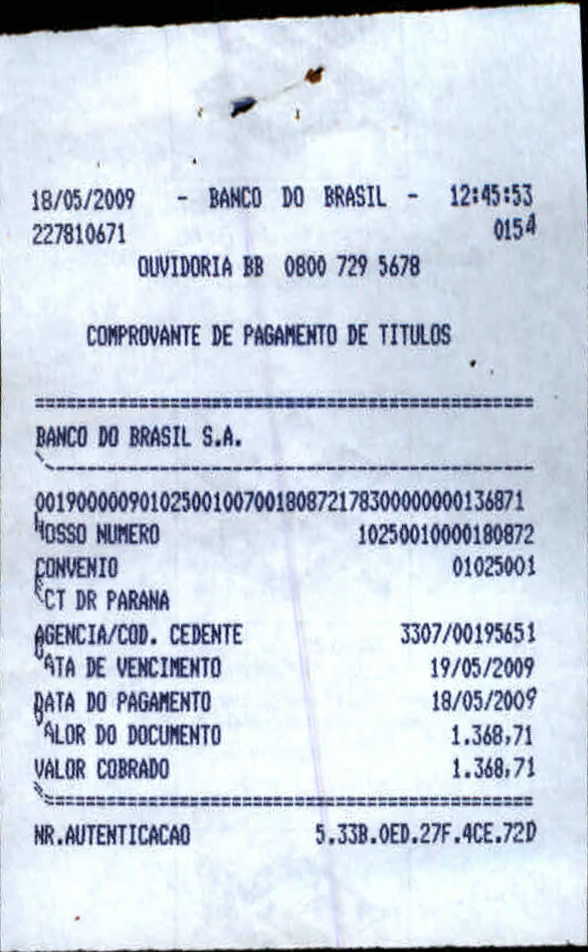 18/05/2009 - BANCO DO BRASIL - 12:45:53
227810671 0154
OUVIDORIA BB 0800 729 5678
COMPROVANTE DE PAGAMENTO DE TITULOS
================================================
BANCO DO BRASIL S.A.
------------------------------------------------
00190000090102500100700180872178300000000136871
NOSSO NUMERO 10250010000180872
CONVENIO 01025001
ECT DR PARANA
AGENCIA/COD. CEDENTE 3307/00195651
DATA DE VENCIMENTO 19/05/2009
DATA DO PAGAMENTO 18/05/2009
VALOR DO DOCUMENTO 1.368,71
VALOR COBRADO 1.368,71
================================================
NR.AUTENTICACAO 5.33B.0ED.27F.4CE.72D